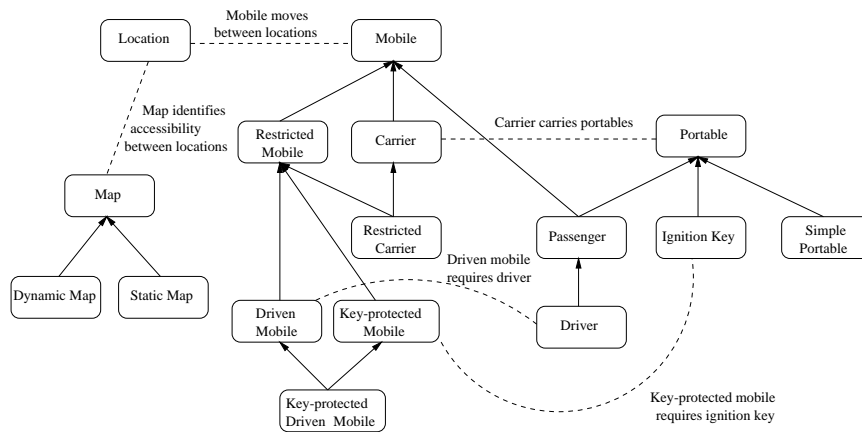 Mobile moves
between locations
Location
Mobile
Map identifies
accessibility
between locations
Restricted
Mobile
Carrier
Carrier carries portables
Portable
Map
Restricted
Carrier
Passenger
Ignition Key
Simple
Portable
Driven mobile
requires driver
Dynamic Map
Static Map
Driven
Mobile
Key-protected
Mobile
Driver
Key-protected
Driven Mobile
Key-protected mobile
requires ignition key